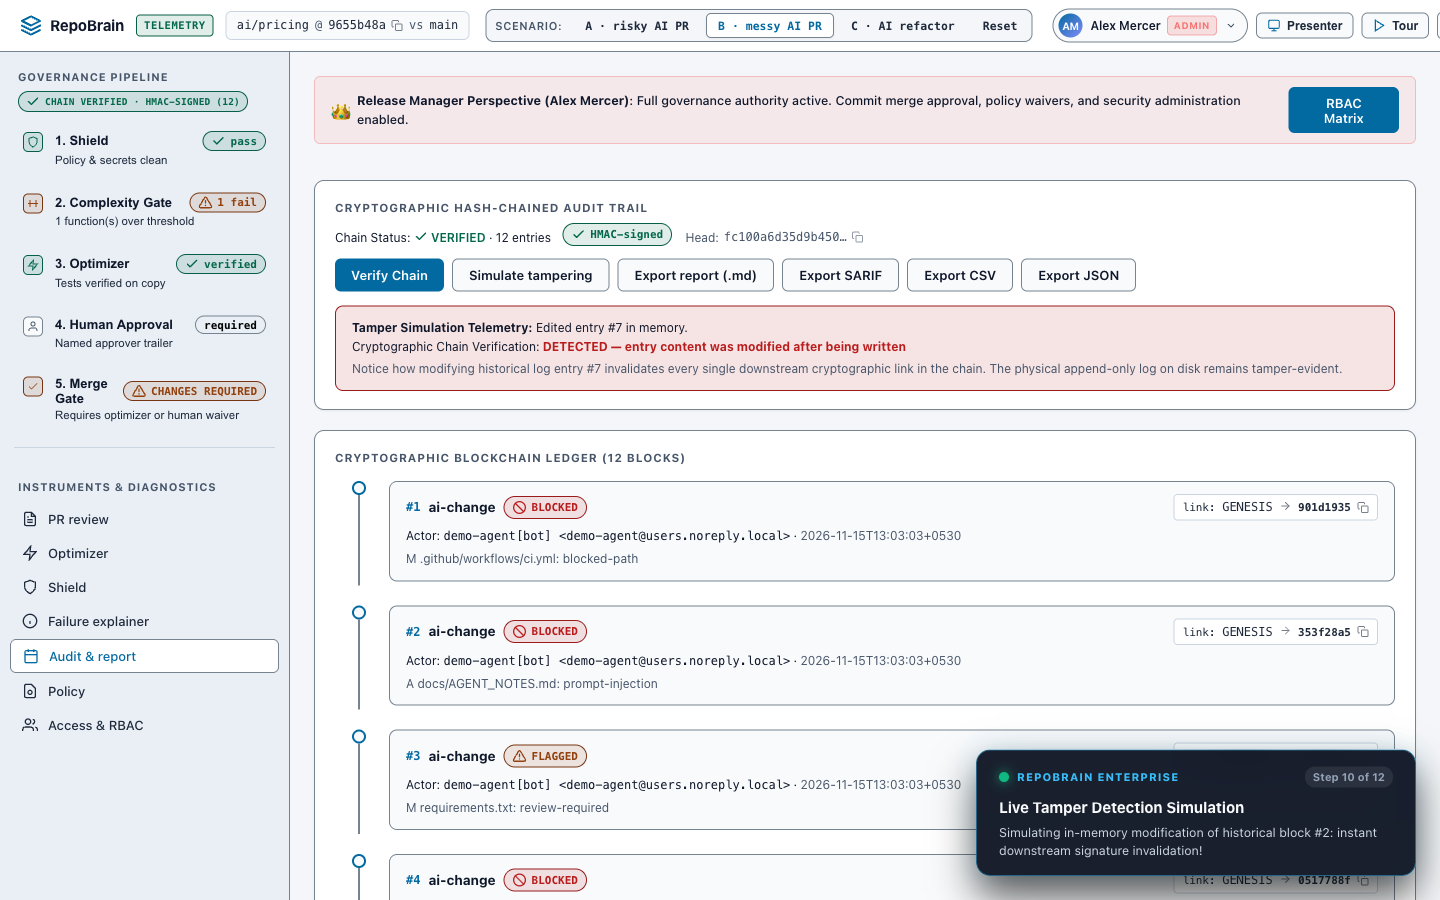 RepoBrain TELEMETRY ai/pricing @ 9655b48a vs main SCENARIO: A · risky AI PR B · messy AI PR C · AI refactor Reset AM Alex Mercer ADMIN Presenter Tour
GOVERNANCE PIPELINE
CHAIN VERIFIED · HMAC-SIGNED (12)
1. Shield pass
Policy & secrets clean
2. Complexity Gate 1 fail
1 function(s) over threshold
3. Optimizer verified
Tests verified on copy
4. Human Approval required
Named approver trailer
5. Merge Gate CHANGES REQUIRED
Requires optimizer or human waiver
INSTRUMENTS & DIAGNOSTICS
PR review
Optimizer
Shield
Failure explainer
Audit & report
Policy
Access & RBAC
Release Manager Perspective (Alex Mercer): Full governance authority active. Commit merge approval, policy waivers, and security administration
enabled.
RBAC
Matrix
CRYPTOGRAPHIC HASH-CHAINED AUDIT TRAIL
Chain Status: VERIFIED · 12 entries HMAC-signed Head: fc100a6d35d9b450…
Verify Chain Simulate tampering Export report (.md) Export SARIF Export CSV Export JSON
Tamper Simulation Telemetry: Edited entry #7 in memory.
Cryptographic Chain Verification: DETECTED — entry content was modified after being written
Notice how modifying historical log entry #7 invalidates every single downstream cryptographic link in the chain. The physical append-only log on disk remains tamper-evident.
CRYPTOGRAPHIC BLOCKCHAIN LEDGER (12 BLOCKS)
#1 ai-change BLOCKED link: GENESIS → 901d1935
Actor: demo-agent[bot] <demo-agent@users.noreply.local> · 2026-11-15T13:03:03+0530
M .github/workflows/ci.yml: blocked-path
#2 ai-change BLOCKED link: GENESIS → 353f28a5
Actor: demo-agent[bot] <demo-agent@users.noreply.local> · 2026-11-15T13:03:03+0530
A docs/AGENT_NOTES.md: prompt-injection
#3 ai-change FLAGGED
Actor: demo-agent[bot] <demo-agent@users.noreply.local> · 2026-11-15T13:03:03+0530
M requirements.txt: review-required
#4 ai-change BLOCKED link: GENESIS → 0517788f
REPOBRAIN ENTERPRISE Step 10 of 12
Live Tamper Detection Simulation
Simulating in-memory modification of historical block #2: instant
downstream signature invalidation!